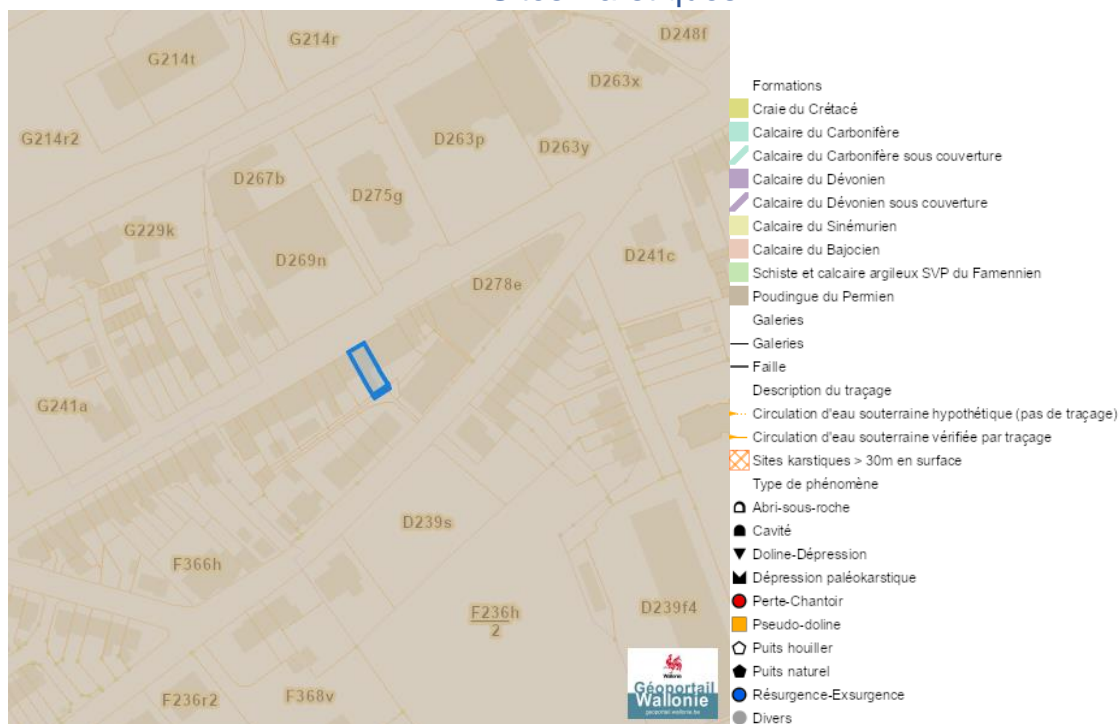 G214r
D248f
G214t
D263x
G214r2
D263p
D263y
D267b
D275g
G229k
D241c
D269n
D278e
G241a
D239s
F366h
F236h
2
D239f4
F236r2
F368v
Wallonie
Géoportail
Wallonie
geoportail.wallonie.be
Formations
Craie du Crétacé
Calcaire du Carbonifère
Calcaire du Carbonifère sous couverture
Calcaire du Dévonien
Calcaire du Dévonien sous couverture
Calcaire du Sinémurien
Calcaire du Bajocien
Schiste et calcaire argileux SVP du Famennien
Poudingue du Permien
Galeries
Galeries
Faille
Description du traçage
Circulation d'eau souterraine hypothétique (pas de traçage)
Circulation d'eau souterraine vérifiée par traçage
Sites karstiques > 30m en surface
Type de phénomène
Abri-sous-roche
Cavité
Doline-Dépression
Dépression paléokarstique
Perte-Chantoir
Pseudo-doline
Puits houiller
Puits naturel
Résurgence-Exsurgence
Divers